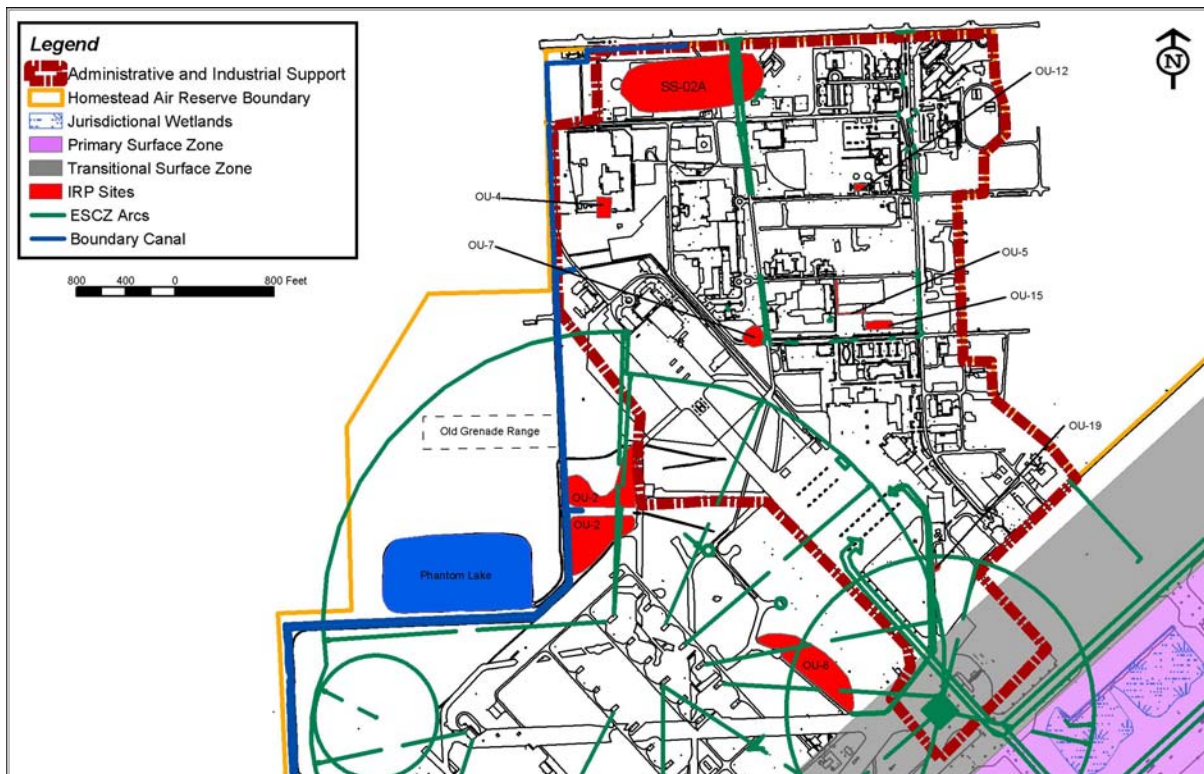 Legend
Administrative and Industrial Support
Homestead Air Reserve Boundary
Jurisdictional Wetlands
Primary Surface Zone
Transitional Surface Zone
IRP Sites
ESCZ Arcs
Boundary Canal
800 400 0 800 Feet
N
SS-02A
OU-12
OU-4
OU-7
OU-5
OU-15
Old Grenade Range
OU-19
OU-2
OU-2
Phantom Lake
OU-6